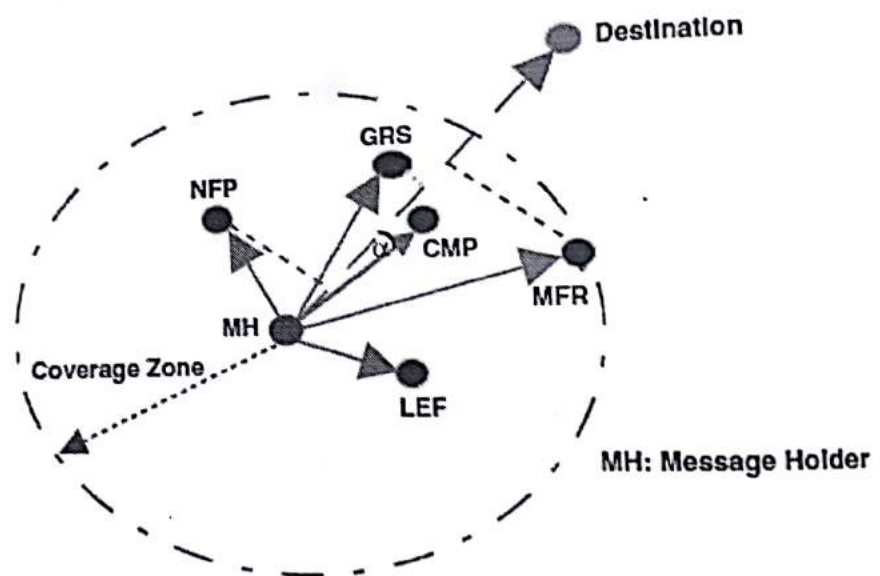 Destination
GRS
NFP
α
CMP
MFR
MH
Coverage Zone
LEF
MH: Message Holder